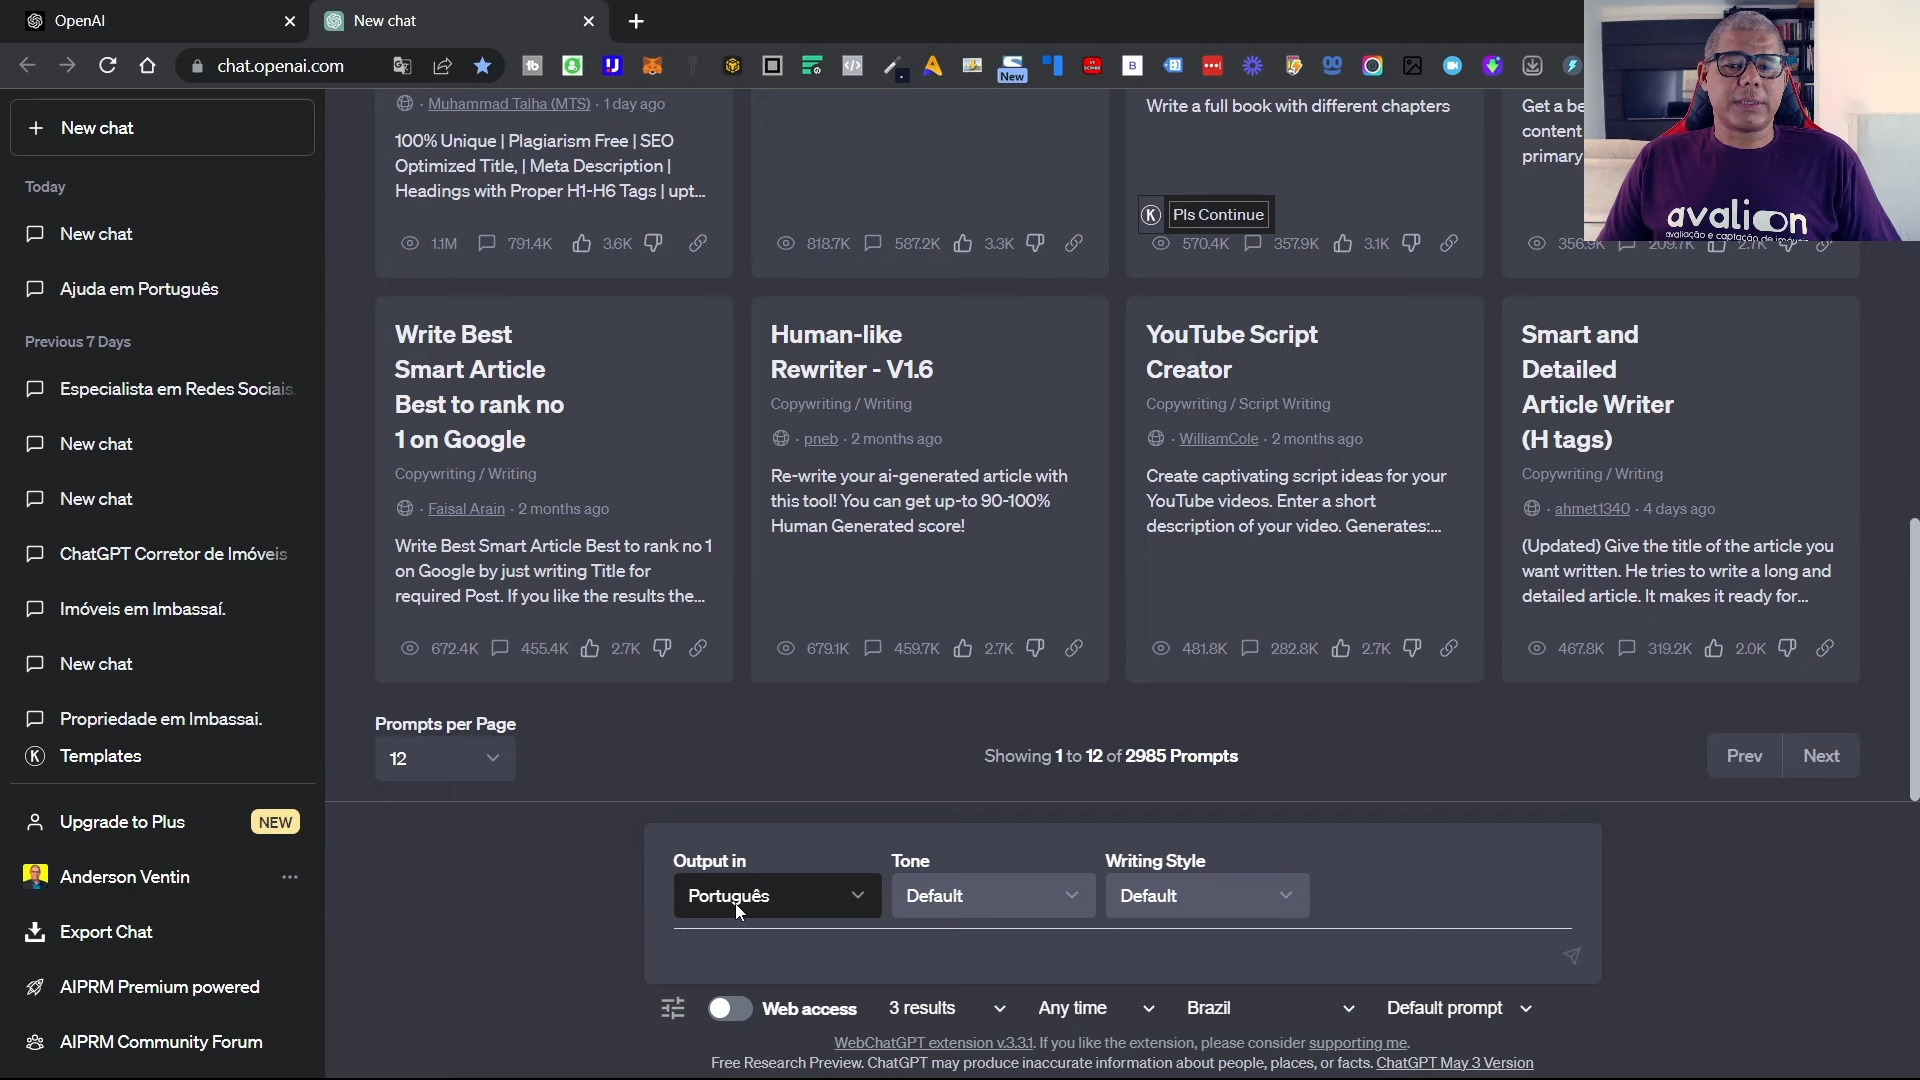 OpenAI
New chat
chat.openai.com
New
New chat
Today
New chat
Ajuda em Português
Previous 7 Days
Especialista em Redes Sociais.
New chat
New chat
ChatGPT Corretor de Imóveis
Imóveis em Imbassaí.
New chat
Propriedade em Imbassai.
Templates
Upgrade to Plus NEW
Anderson Ventin
Export Chat
AIPRM Premium powered
AIPRM Community Forum
· Muhammad Talha (MTS) · 1 day ago
100% Unique | Plagiarism Free | SEO
Optimized Title, | Meta Description |
Headings with Proper H1-H6 Tags | upt...
1.1M 791.4K 3.6K
818.7K 587.2K 3.3K
Write a full book with different chapters
K Pls Continue
570.4K 357.9K 3.1K
Get a be
content
primary
356.9K 209.7K 2.7K
avalion
avaliação e captação de imóveis
Write Best
Smart Article
Best to rank no
1 on Google
Copywriting / Writing
· Faisal Arain · 2 months ago
Write Best Smart Article Best to rank no 1
on Google by just writing Title for
required Post. If you like the results the...
672.4K 455.4K 2.7K
Human-like
Rewriter - V1.6
Copywriting / Writing
· pneb · 2 months ago
Re-write your ai-generated article with
this tool! You can get up-to 90-100%
Human Generated score!
679.1K 459.7K 2.7K
YouTube Script
Creator
Copywriting / Script Writing
· WilliamCole · 2 months ago
Create captivating script ideas for your
YouTube videos. Enter a short
description of your video. Generates:...
481.8K 282.8K 2.7K
Smart and
Detailed
Article Writer
(H tags)
Copywriting / Writing
· ahmet1340 · 4 days ago
(Updated) Give the title of the article you
want written. He tries to write a long and
detailed article. It makes it ready for...
467.8K 319.2K 2.0K
Prompts per Page
12
Showing 1 to 12 of 2985 Prompts
Prev Next
Output in Tone Writing Style
Português Default Default
Web access 3 results Any time Brazil Default prompt
WebChatGPT extension v.3.3.1. If you like the extension, please consider supporting me.
Free Research Preview. ChatGPT may produce inaccurate information about people, places, or facts. ChatGPT May 3 Version